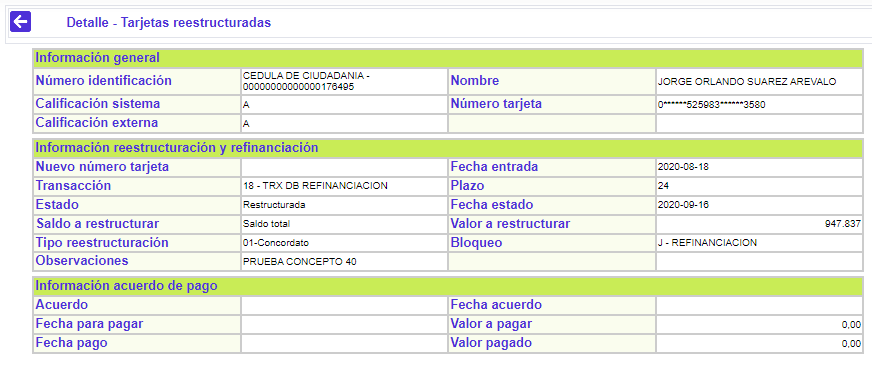 Detalle - Tarjetas reestructuradas
Información general
Número identificación CEDULA DE CIUDADANIA - 00000000000000176495 Nombre JORGE ORLANDO SUAREZ AREVALO
Calificación sistema A Número tarjeta 0******525983******3580
Calificación externa A
Información reestructuración y refinanciación
Nuevo número tarjeta Fecha entrada 2020-08-18
Transacción 18 - TRX DB REFINANCIACION Plazo 24
Estado Restructurada Fecha estado 2020-09-16
Saldo a restructurar Saldo total Valor a restructurar 947.837
Tipo reestructuración 01-Concordato Bloqueo J - REFINANCIACION
Observaciones PRUEBA CONCEPTO 40
Información acuerdo de pago
Acuerdo Fecha acuerdo
Fecha para pagar Valor a pagar 0,00
Fecha pago Valor pagado 0,00